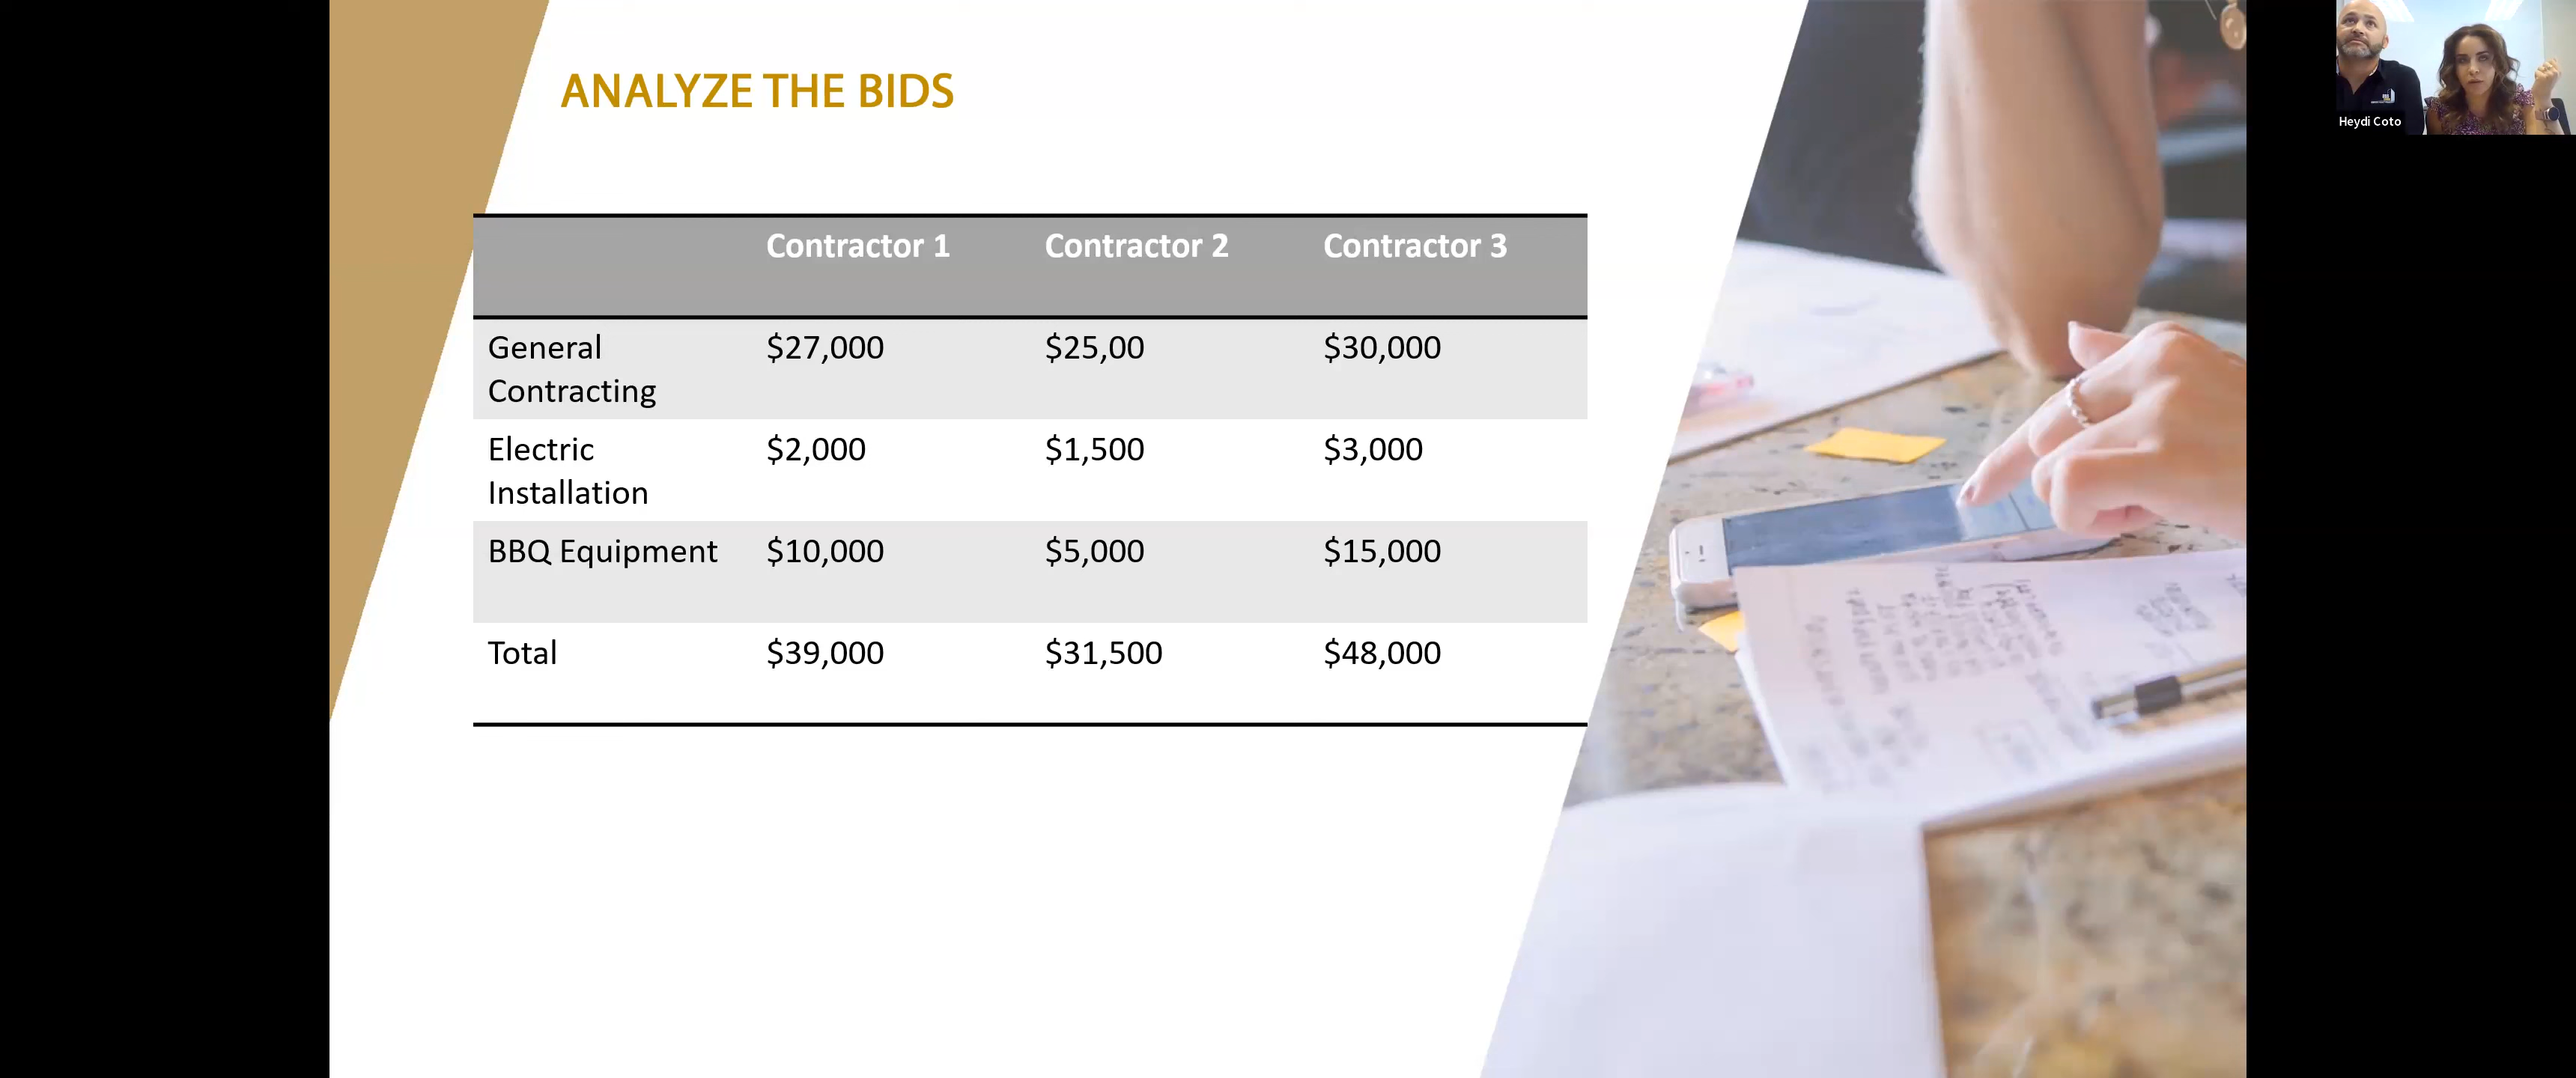 ANALYZE THE BIDS
Contractor 1 Contractor 2 Contractor 3
General
Contracting $27,000 $25,00 $30,000
Electric
Installation $2,000 $1,500 $3,000
BBQ Equipment $10,000 $5,000 $15,000
Total $39,000 $31,500 $48,000
Heydi Coto